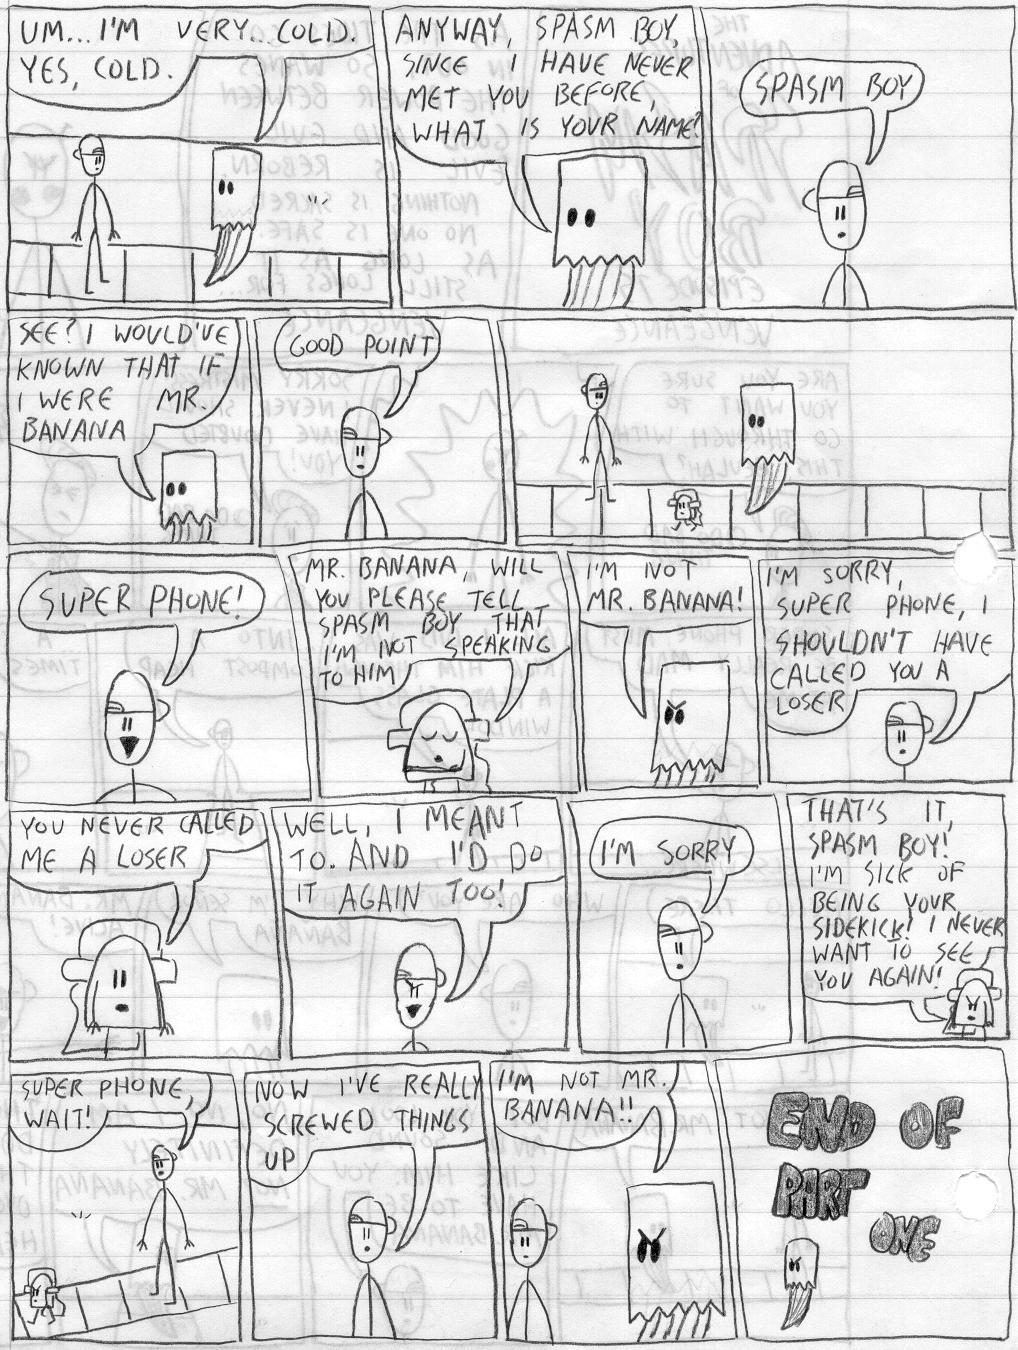 UM... I'M VERY... COLD.
YES, COLD.
ANYWAY, SPASM BOY,
SINCE I HAVE NEVER
MET YOU BEFORE,
WHAT IS YOUR NAME?
SPASM BOY
SEE? I WOULD'VE
KNOWN THAT IF
I WERE MR.
BANANA
GOOD POINT
SUPER PHONE!
MR. BANANA, WILL
YOU PLEASE TELL
SPASM BOY THAT
I'M NOT SPEAKING
TO HIM
I'M NOT
MR. BANANA!
I'M SORRY,
SUPER PHONE, I
SHOULDN'T HAVE
CALLED YOU A
LOSER
YOU NEVER CALLED
ME A LOSER
WELL, I MEANT
TO. AND I'D DO
IT AGAIN TOO!
I'M SORRY
THAT'S IT,
SPASM BOY!
I'M SICK OF
BEING YOUR
SIDEKICK! I NEVER
WANT TO SEE
YOU AGAIN!
SUPER PHONE,
WAIT!
NOW I'VE REALLY
SCREWED THINGS
UP
I'M NOT MR.
BANANA!!
END OF
PART
ONE